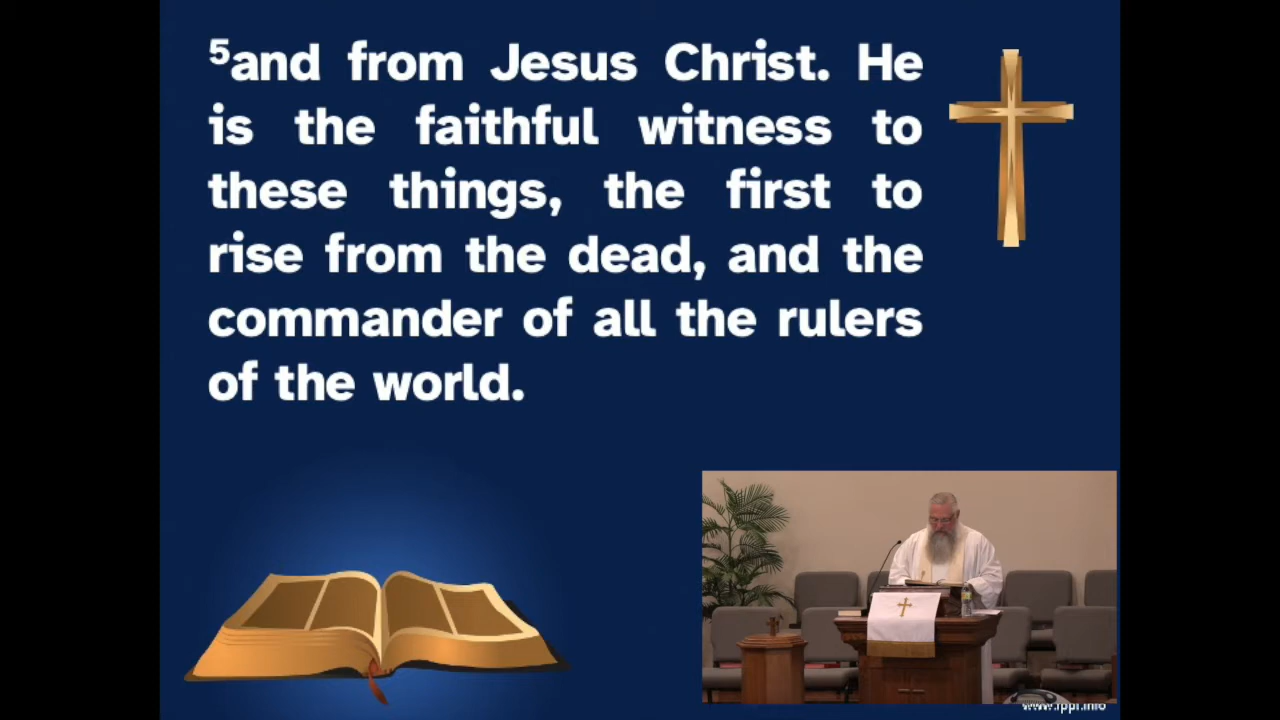 ⁵and from Jesus Christ. He
is the faithful witness to
these things, the first to
rise from the dead, and the
commander of all the rulers
of the world.